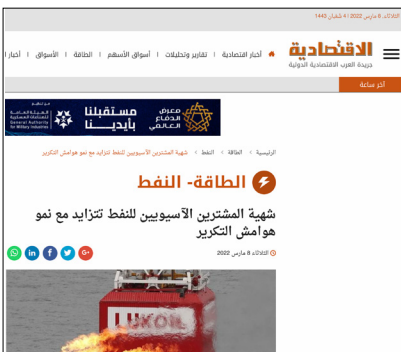 الثلاثاء, 8 مارس 2022 | 4 شعبان 1443
الاقتصادية
جريدة العرب الاقتصادية الدولية
أخبار اقتصادية | تقارير وتحليلات | أسواق الأسهم | الطاقة | الأسواق | أخبار ا
آخر ساعة
معرض
الدفاع
العالمي
مستقبلنا
بأيدينا
الهيئة العامة
للصناعات العسكرية
General Authority
for Military Industries
الرئيسية > الطاقة > النفط > شهية المشترين الآسيويين للنفط تتزايد مع نمو هوامش التكرير
الطاقة- النفط
شهية المشترين الآسيويين للنفط تتزايد مع نمو
هوامش التكرير
الثلاثاء 8 مارس 2022
G+ f in
LUKOIL